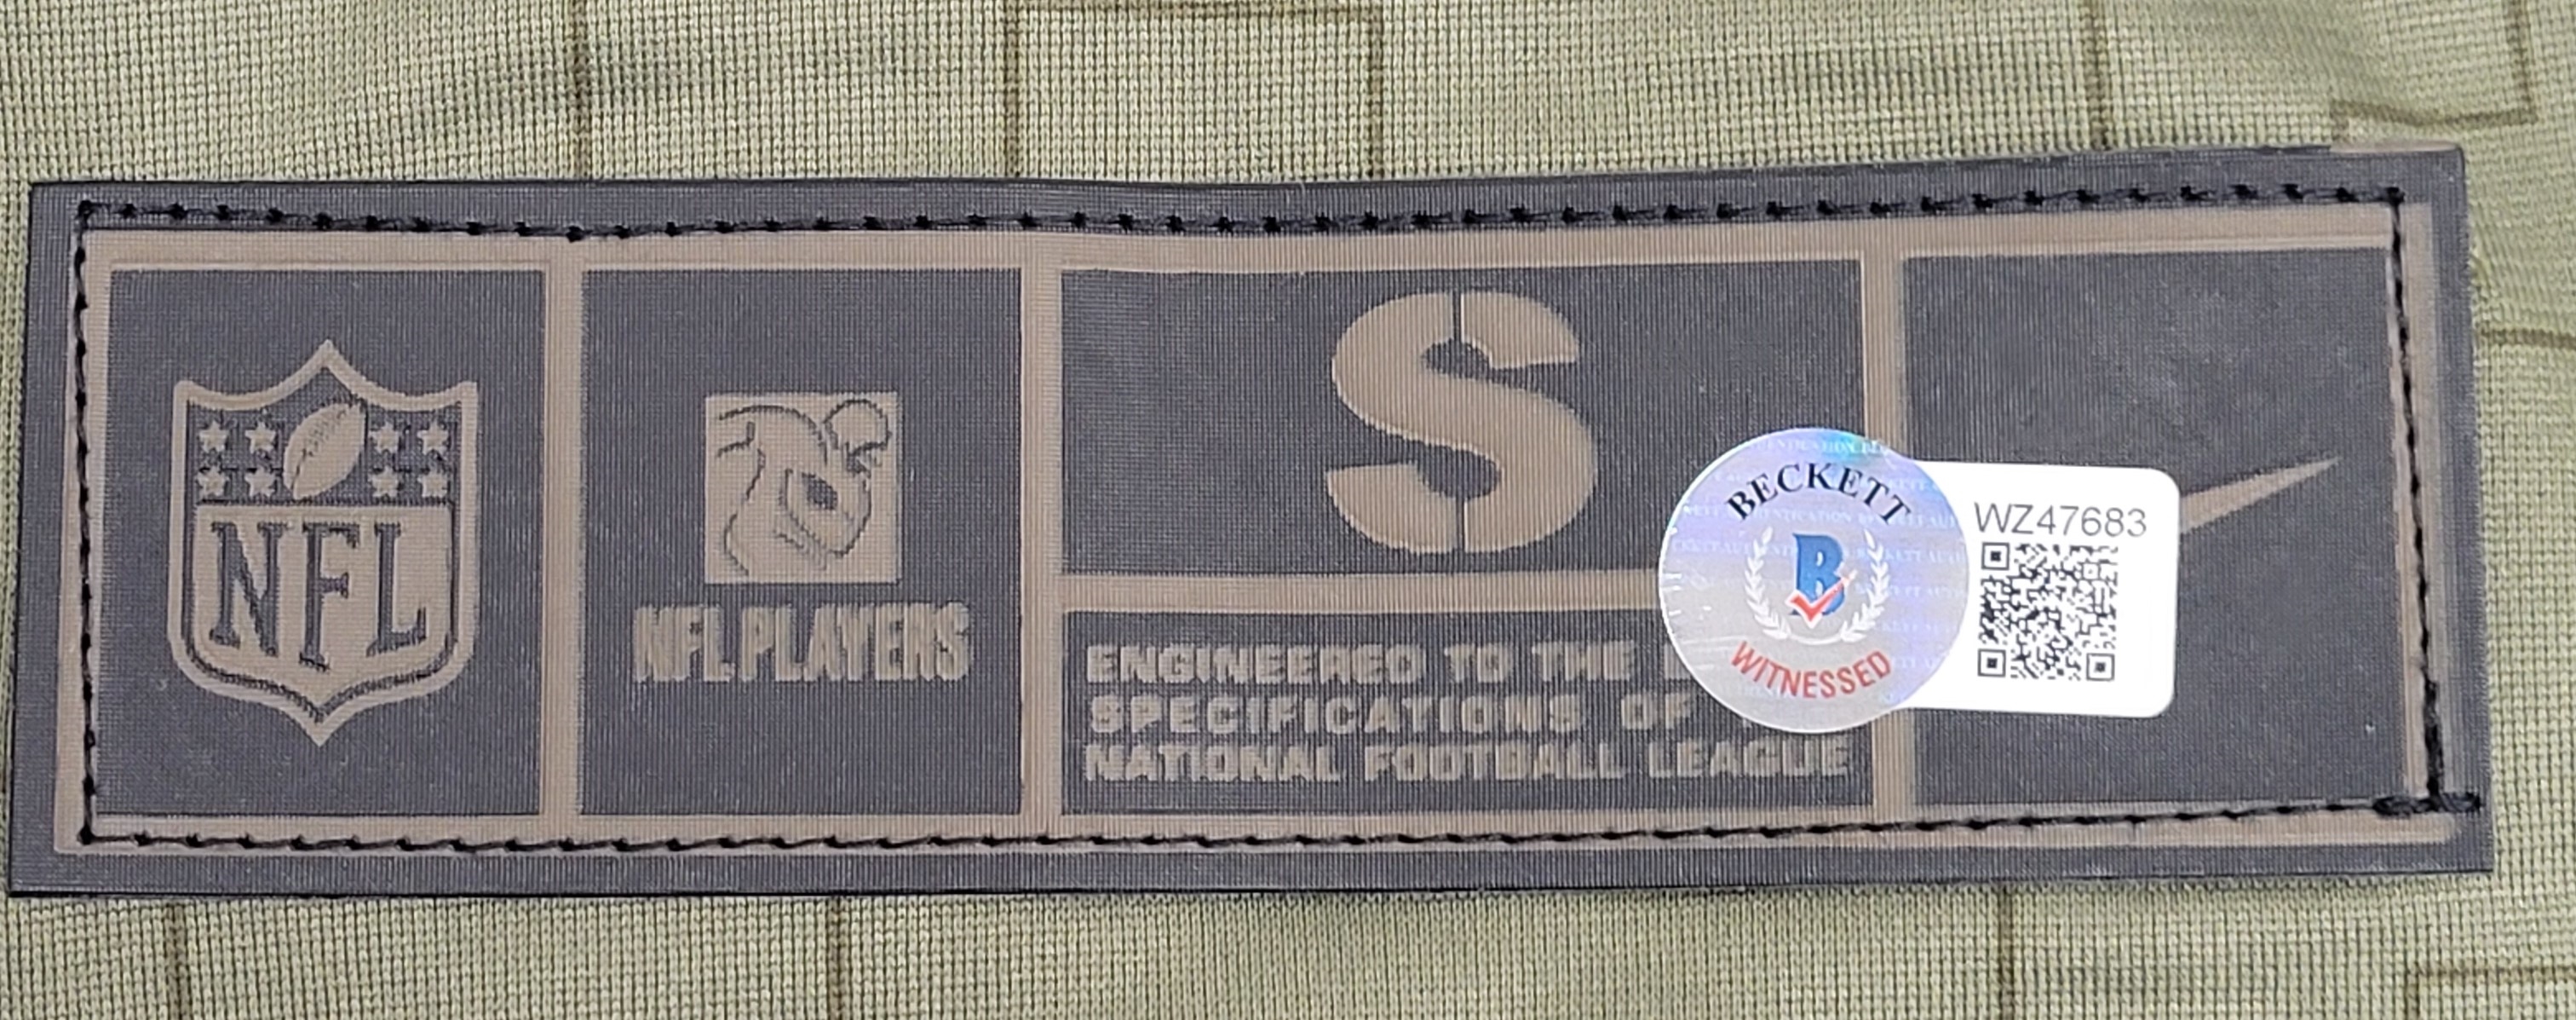 NFL
NFL PLAYERS
S
ENGINEERED TO THE
SPECIFICATIONS OF
NATIONAL FOOTBALL LEAGUE
BECKETT
B
WITNESSED
WZ47683